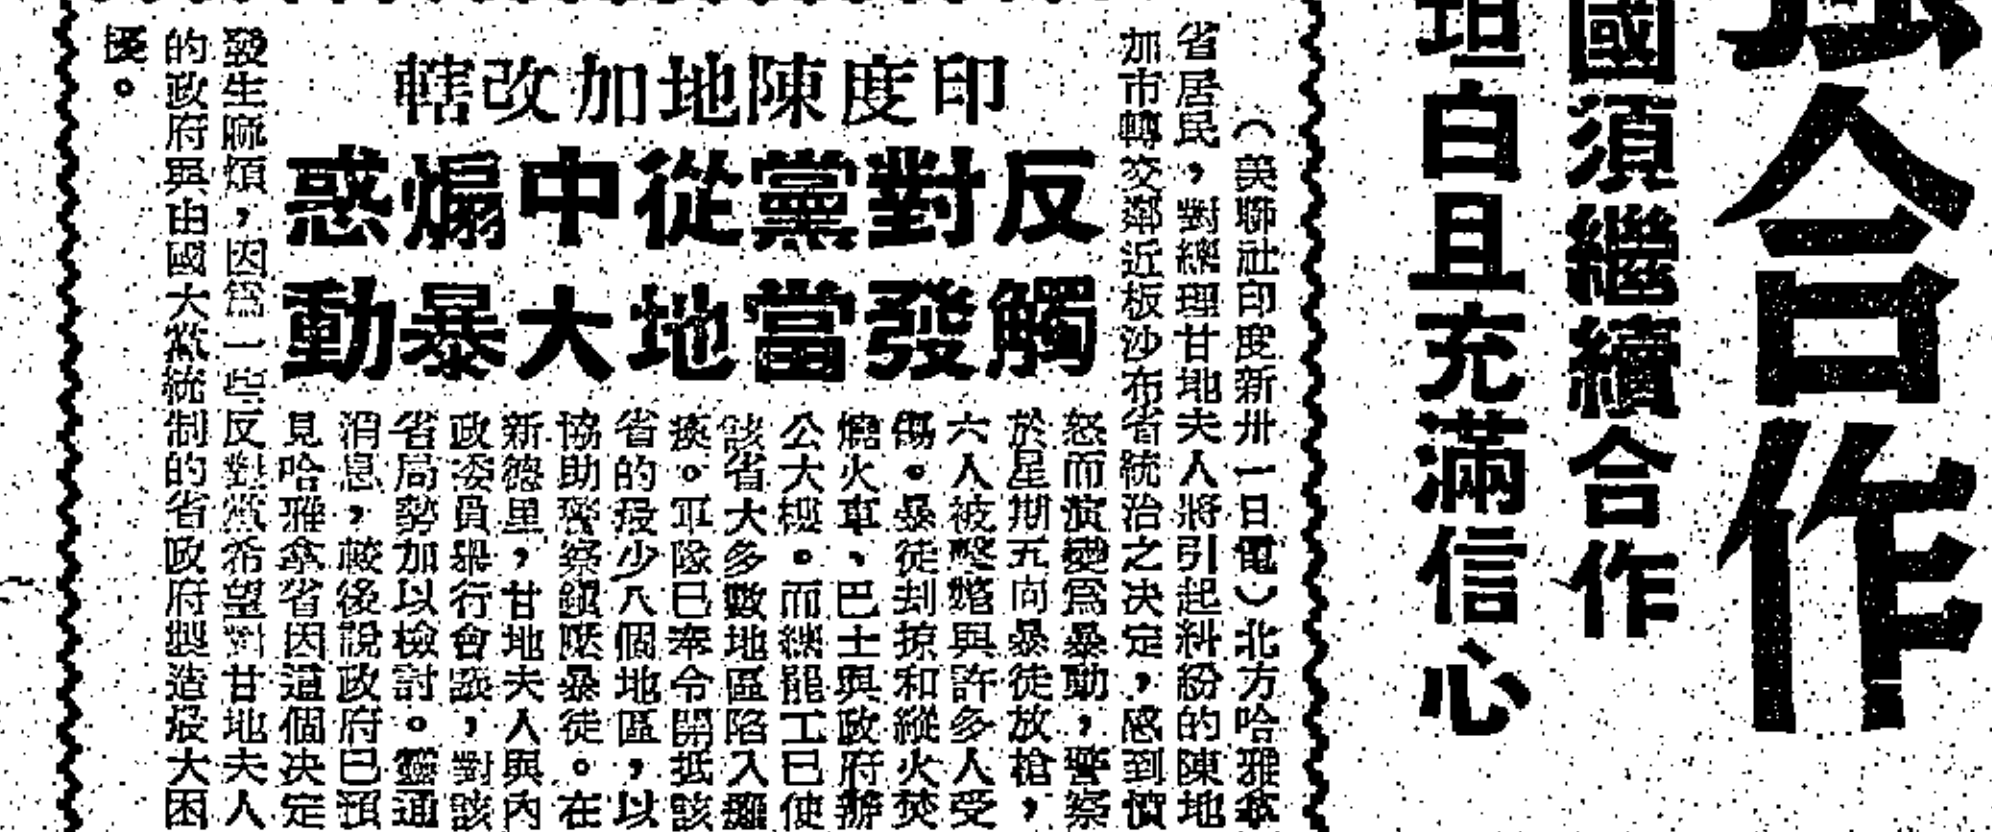 強合作
國須繼續合作
坦白且充滿信心
印度陳地加改轄
反對黨從中煽惑
觸發當地大暴動
（美聯社印度新卅一日電）北方哈雅拿
省居民，對總理甘地夫人將引起糾紛的陳地
加市轉交鄰近板沙布省統治之决定，感到憤
怒而演變爲暴動，警察
於星期五向暴徒放槍，
六人被擊斃與許多人受
傷。暴徒刦掠和縱火焚
燒火車、巴士與政府辦
公大樓。而總罷工已使
該省大多數地區陷入癱
瘓。軍隊已奉令開抵該
省的最少八個地區，以
協助警察鎮壓暴徒。在
新德里，甘地夫人與內
政委員舉行會議，對該
省局勢加以檢討。靈通
消息，較後說政府已預
見哈雅拿省因這個决定
發生麻煩，因爲一些反對黨希望對甘地夫人
的政府與由國大黨統制的省政府製造最大困
擾。